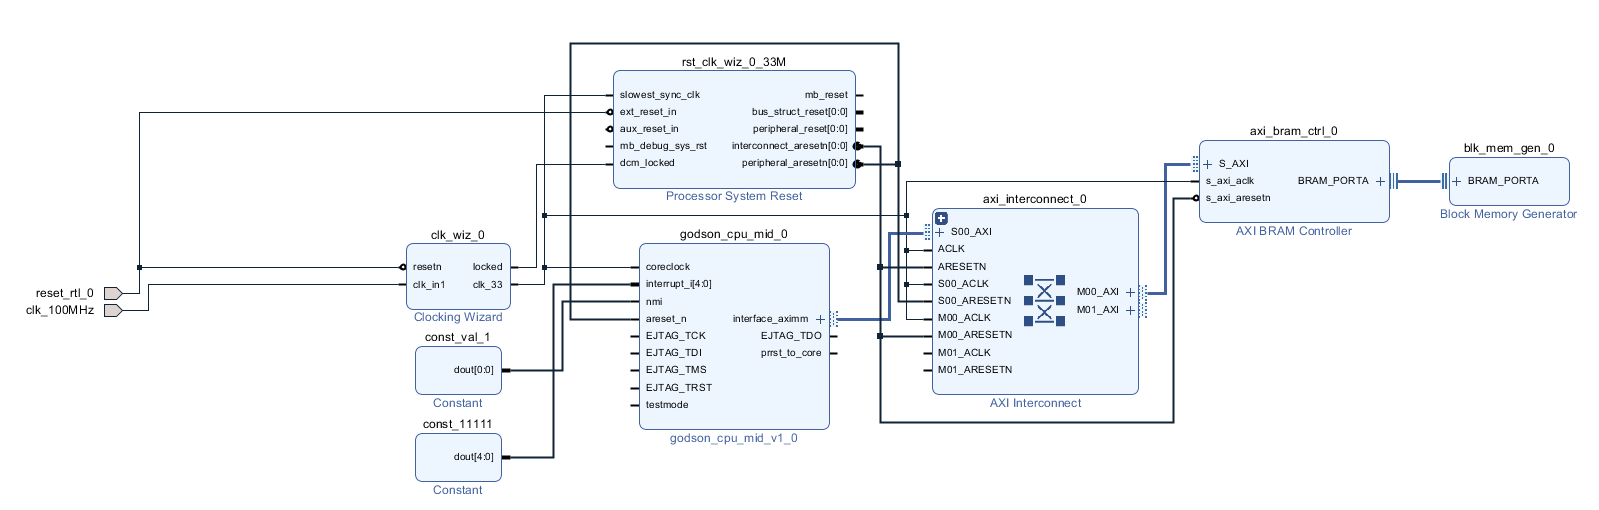 rst_clk_wiz_0_33M
slowest_sync_clk
ext_reset_in
aux_reset_in
mb_debug_sys_rst
dcm_locked
mb_reset
bus_struct_reset[0:0]
peripheral_reset[0:0]
interconnect_aresetn[0:0]
peripheral_aresetn[0:0]
Processor System Reset
reset_rtl_0
clk_100MHz
clk_wiz_0
resetn
clk_in1
locked
clk_33
Clocking Wizard
const_val_1
dout[0:0]
Constant
const_11111
dout[4:0]
Constant
godson_cpu_mid_0
coreclock
interrupt_i[4:0]
nmi
areset_n
EJTAG_TCK
EJTAG_TDI
EJTAG_TMS
EJTAG_TRST
testmode
interface_aximm
EJTAG_TDO
prrst_to_core
godson_cpu_mid_v1_0
axi_interconnect_0
S00_AXI
ACLK
ARESETN
S00_ACLK
S00_ARESETN
M00_ACLK
M00_ARESETN
M01_ACLK
M01_ARESETN
M00_AXI
M01_AXI
AXI Interconnect
axi_bram_ctrl_0
S_AXI
s_axi_aclk
s_axi_aresetn
BRAM_PORTA
AXI BRAM Controller
blk_mem_gen_0
BRAM_PORTA
Block Memory Generator